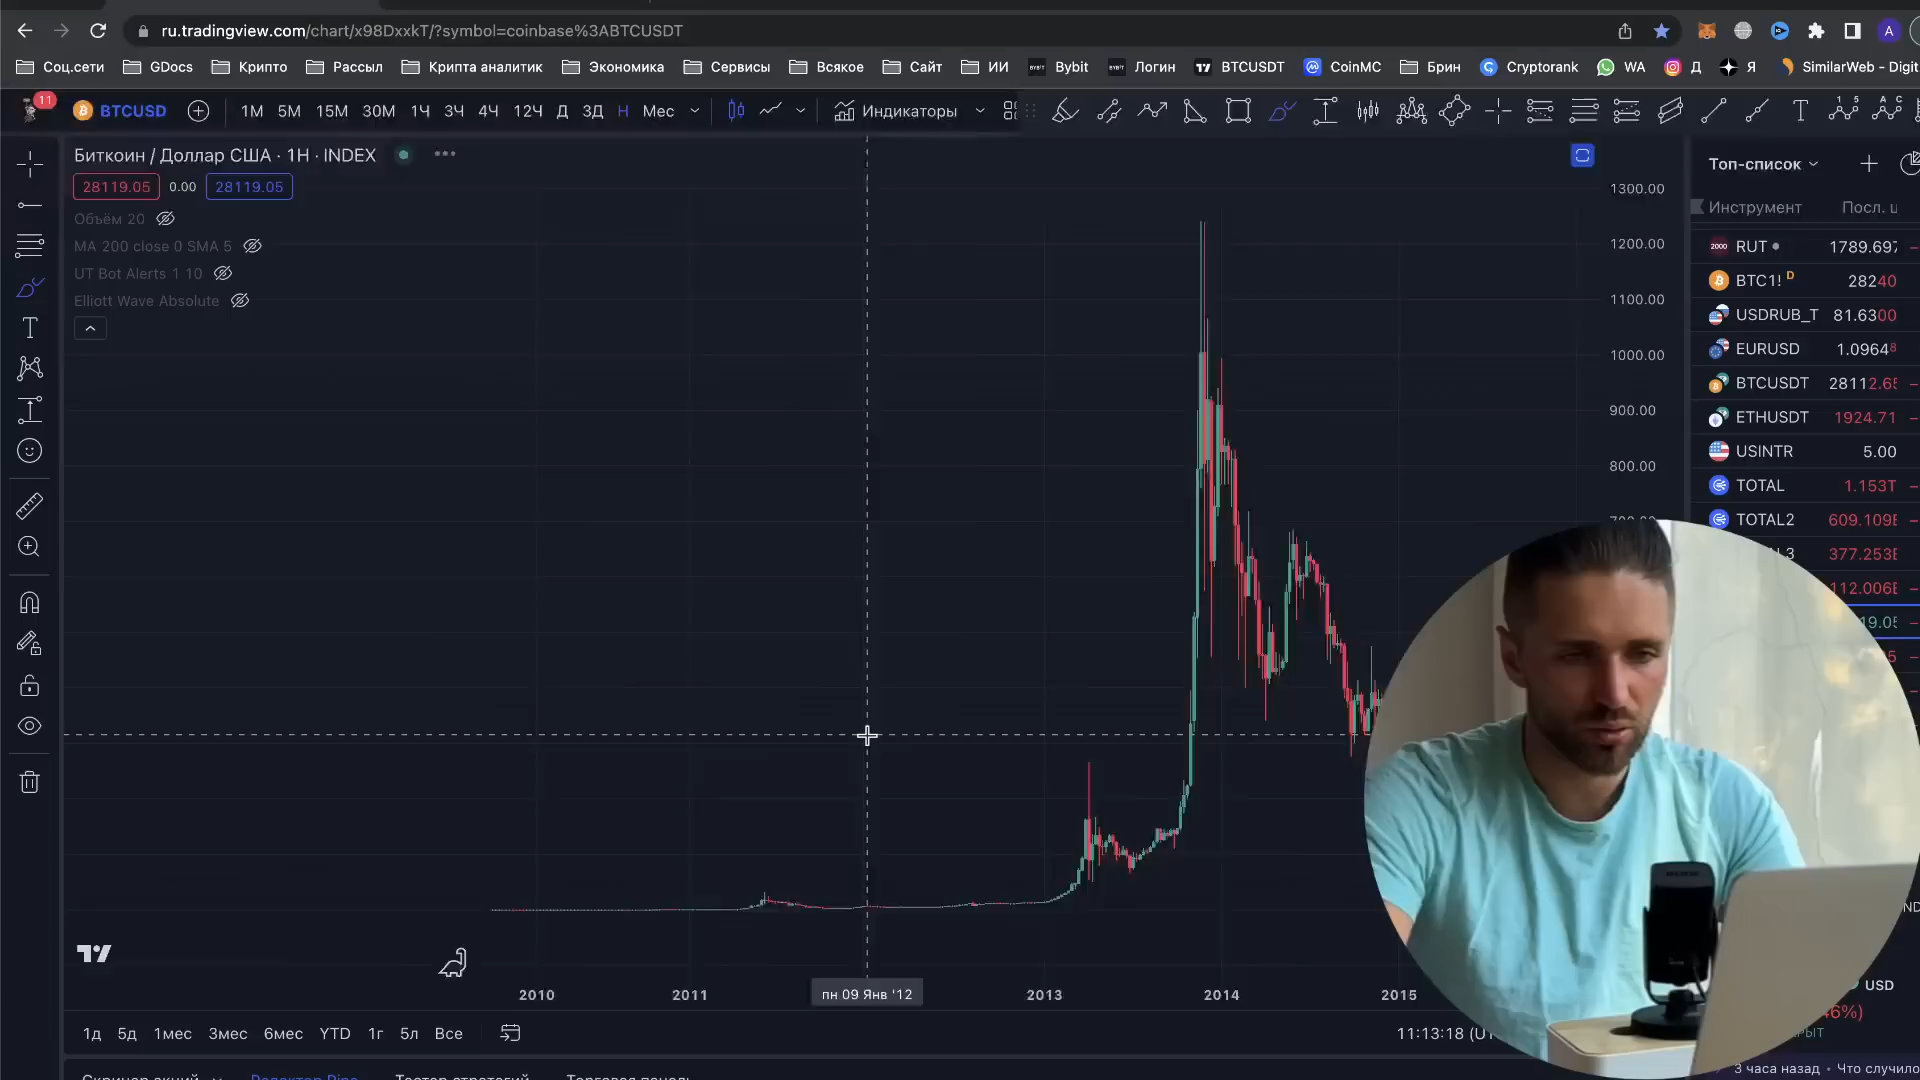 ru.tradingview.com/chart/x98DxxkT/?symbol=coinbase%3ABTCUSDT
A
Соц.сети GDocs Крипто Рассыл Крипта аналитик Экономика Сервисы Всякое Сайт ИИ Bybit Логин BTCUSDT CoinMC Брин Cryptorank WA Д Я SimilarWeb - Digit
11 BTCUSD 1М 5М 15М 30М 1Ч 3Ч 4Ч 12Ч Д 3Д Н Мес Индикаторы
Биткоин / Доллар США · 1Н · INDEX
28119.05 0.00 28119.05
Объём 20
MA 200 close 0 SMA 5
UT Bot Alerts 1 10
Elliott Wave Absolute
1300.00
1200.00
1100.00
1000.00
900.00
800.00
Топ-список
Инструмент Посл. ц
RUT 1789.697
BTC1! D 28240
USDRUB_T 81.6300
EURUSD 1.09648
BTCUSDT 28112.65
ETHUSDT 1924.71
USINTR 5.00
TOTAL 1.153T
TOTAL2 609.109B
3 377.253B
112.006B
19.05
USD
46%)
2010 2011 пн 09 Янв '12 2013 2014 2015
1д 5д 1мес 3мес 6мес YTD 1г 5л Все
11:13:18 (UT
3 часа назад • Что случило